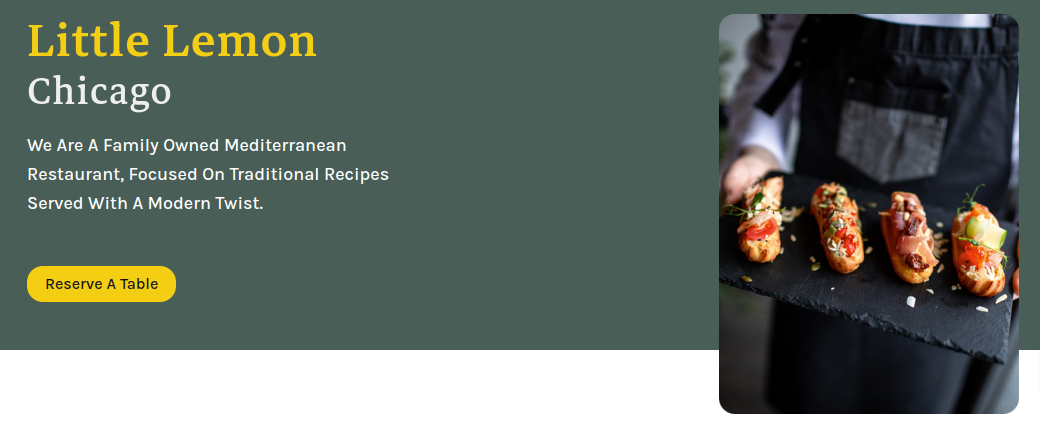 Little Lemon
Chicago
We Are A Family Owned Mediterranean
Restaurant, Focused On Traditional Recipes
Served With A Modern Twist.
Reserve A Table